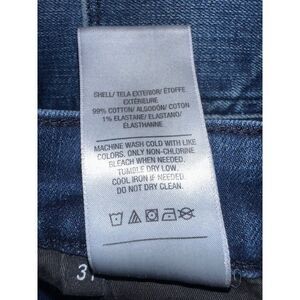 SHELL/ TELA EXTERIOR/ ÉTOFFE
EXTÉRIEURE
99% COTTON/ ALGODÓN/ COTON
1% ELASTANE/ ELASTANO/
ÉLASTHANNE
MACHINE WASH COLD WITH LIKE
COLORS. ONLY NON-CHLORINE
BLEACH WHEN NEEDED.
TUMBLE DRY LOW.
COOL IRON IF NEEDED.
DO NOT DRY CLEAN.